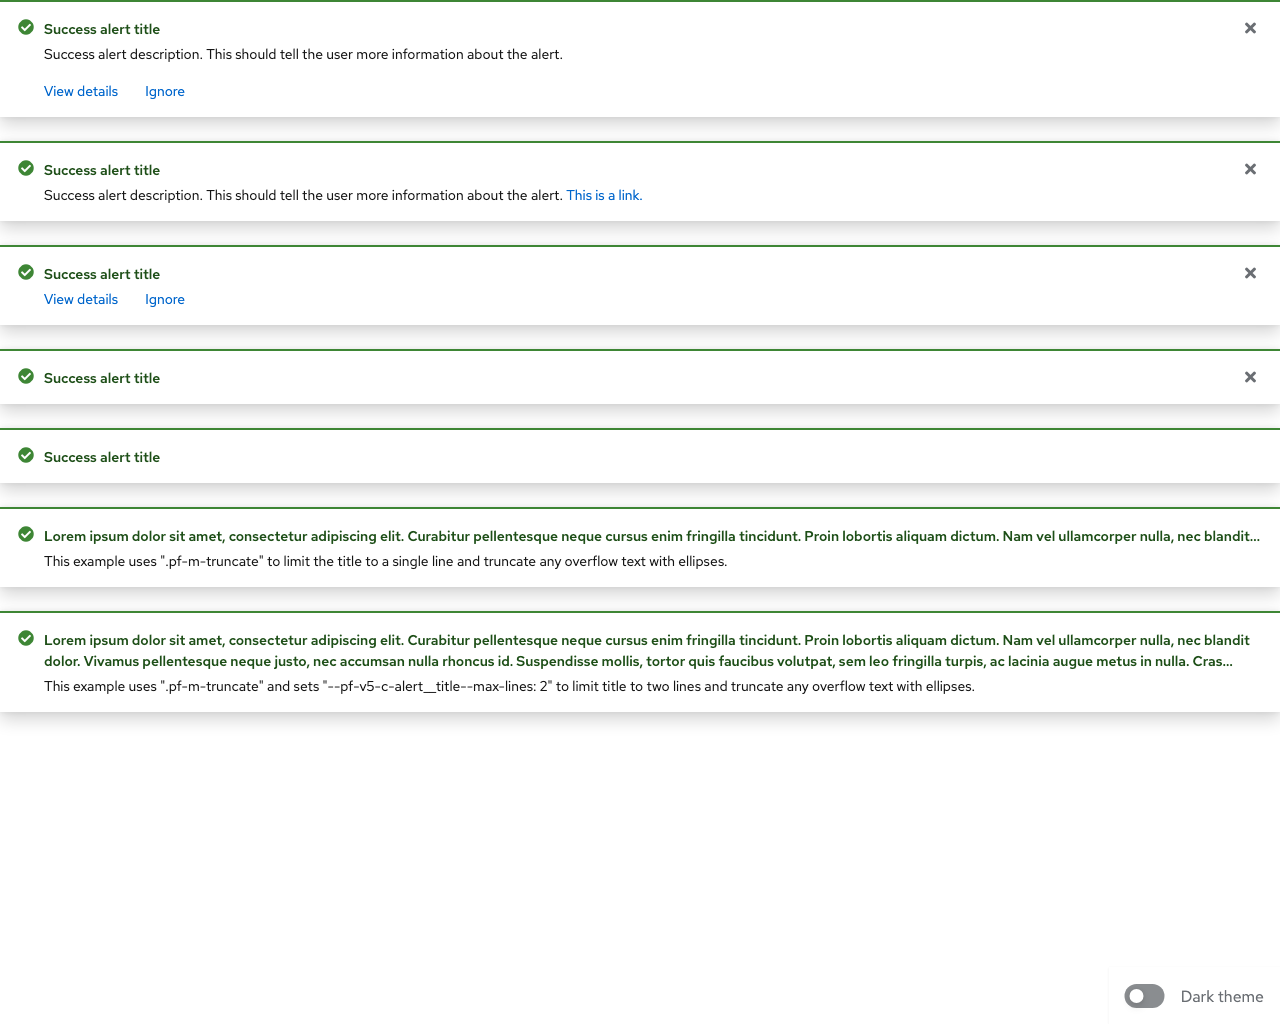 Success alert title
Success alert description. This should tell the user more information about the alert.
View details Ignore
Success alert title
Success alert description. This should tell the user more information about the alert. This is a link.
Success alert title
View details Ignore
Success alert title
Success alert title
Lorem ipsum dolor sit amet, consectetur adipiscing elit. Curabitur pellentesque neque cursus enim fringilla tincidunt. Proin lobortis aliquam dictum. Nam vel ullamcorper nulla, nec blandit...
This example uses ".pf-m-truncate" to limit the title to a single line and truncate any overflow text with ellipses.
Lorem ipsum dolor sit amet, consectetur adipiscing elit. Curabitur pellentesque neque cursus enim fringilla tincidunt. Proin lobortis aliquam dictum. Nam vel ullamcorper nulla, nec blandit
dolor. Vivamus pellentesque neque justo, nec accumsan nulla rhoncus id. Suspendisse mollis, tortor quis faucibus volutpat, sem leo fringilla turpis, ac lacinia augue metus in nulla. Cras...
This example uses ".pf-m-truncate" and sets "--pf-v5-c-alert__title--max-lines: 2" to limit title to two lines and truncate any overflow text with ellipses.
Dark theme